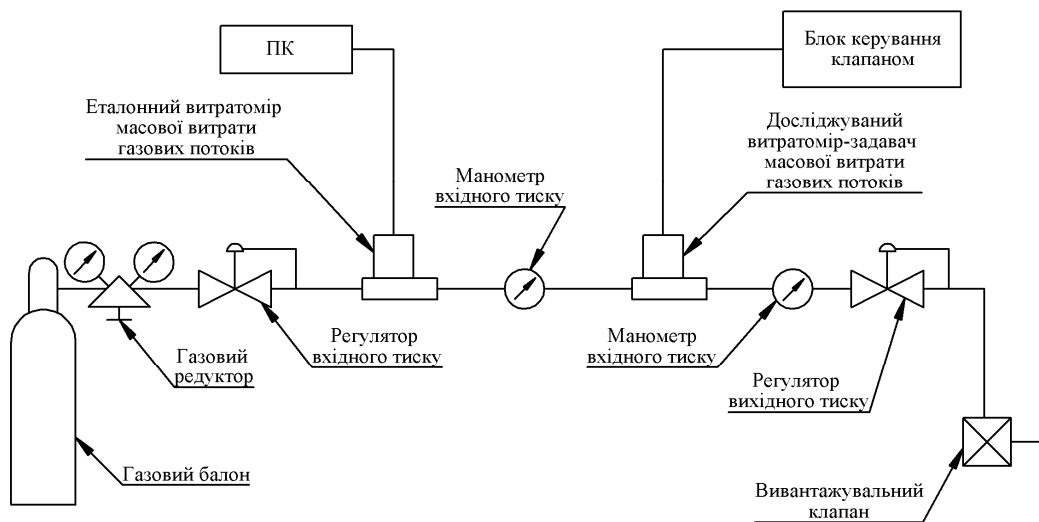 ПК
Блок керування
клапаном
Еталонний витратомір
масової витрати
газових потоків
Досліджуваний
витратомір-задавач
масової витрати
газових потоків
Манометр
вхідного тиску
Газовий
редуктор
Регулятор
вхідного тиску
Манометр
вхідного тиску
Регулятор
вихідного тиску
Газовий балон
Вивантажувальний
клапан